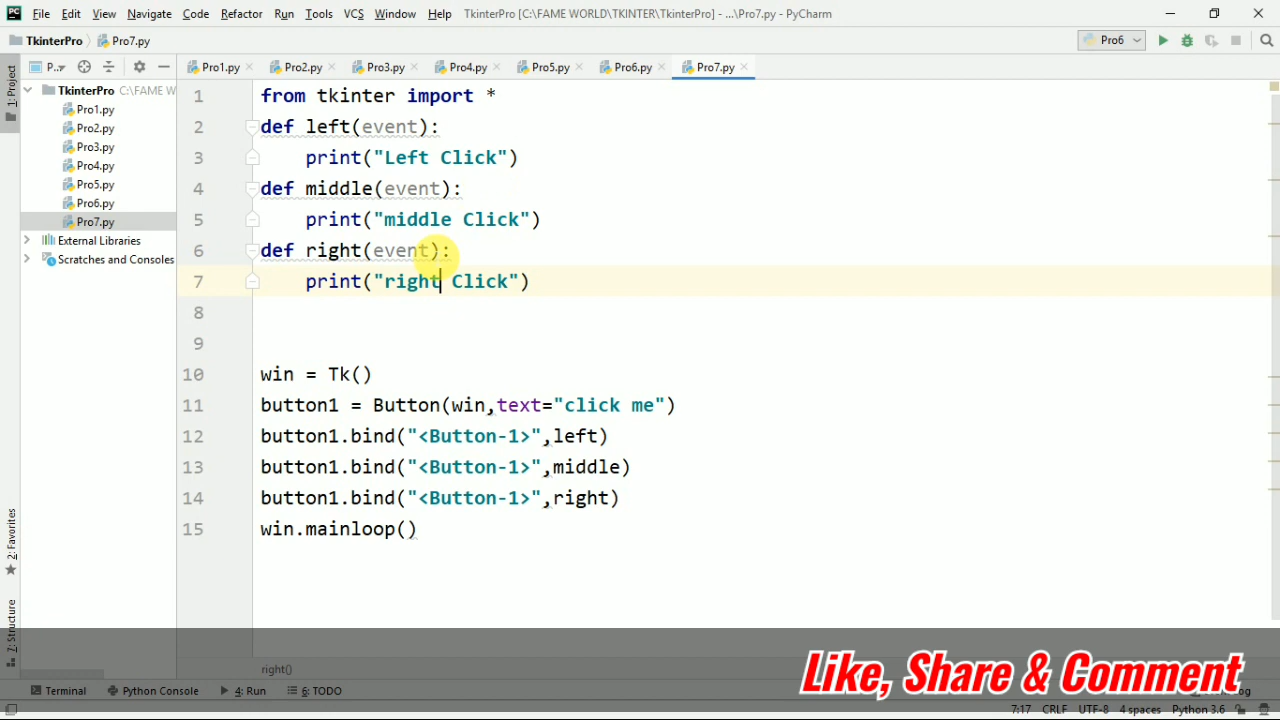 File Edit View Navigate Code Refactor Run Tools VCS Window Help TkinterPro [C:\FAME WORLD\TKINTER\TkinterPro] - ...\Pro7.py - PyCharm
TkinterPro Pro7.py Pro6
1: Project
P... Pro1.py Pro2.py Pro3.py Pro4.py Pro5.py Pro6.py Pro7.py
TkinterPro C:\FAME W
Pro1.py
Pro2.py
Pro3.py
Pro4.py
Pro5.py
Pro6.py
Pro7.py
External Libraries
Scratches and Consoles
1 from tkinter import *
2 def left(event):
3 print("Left Click")
4 def middle(event):
5 print("middle Click")
6 def right(event):
7 print("right Click")
8
9
10 win = Tk()
11 button1 = Button(win,text="click me")
12 button1.bind("<Button-1>",left)
13 button1.bind("<Button-1>",middle)
14 button1.bind("<Button-1>",right)
15 win.mainloop()
2: Favorites
Z: Structure
right()
Like, Share & Comment
Terminal Python Console 4: Run 6: TODO Log
7:17 CRLF UTF-8 4 spaces Python 3.6